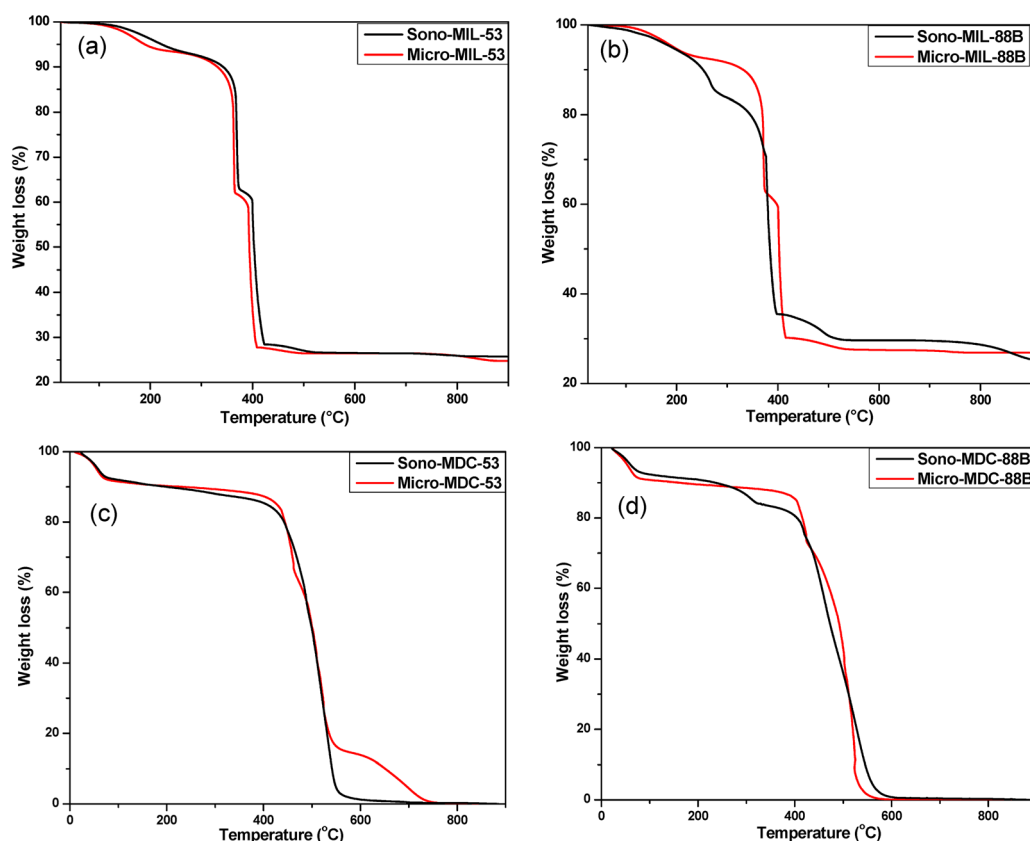 (a)
Sono-MIL-53
Micro-MIL-53
Weight loss (%)
100
90
80
70
60
50
40
30
20
200 400 600 800
Temperature (°C)
(b)
Sono-MIL-88B
Micro-MIL-88B
Weight loss (%)
100
80
60
40
20
200 400 600 800
Temperature (°C)
(c)
Sono-MDC-53
Micro-MDC-53
Weight loss (%)
100
80
60
40
20
0
0 200 400 600 800
Temperature (°C)
(d)
Sono-MDC-88B
Micro-MDC-88B
Weight loss (%)
100
80
60
40
20
0
0 200 400 600 800
Temperature (°C)